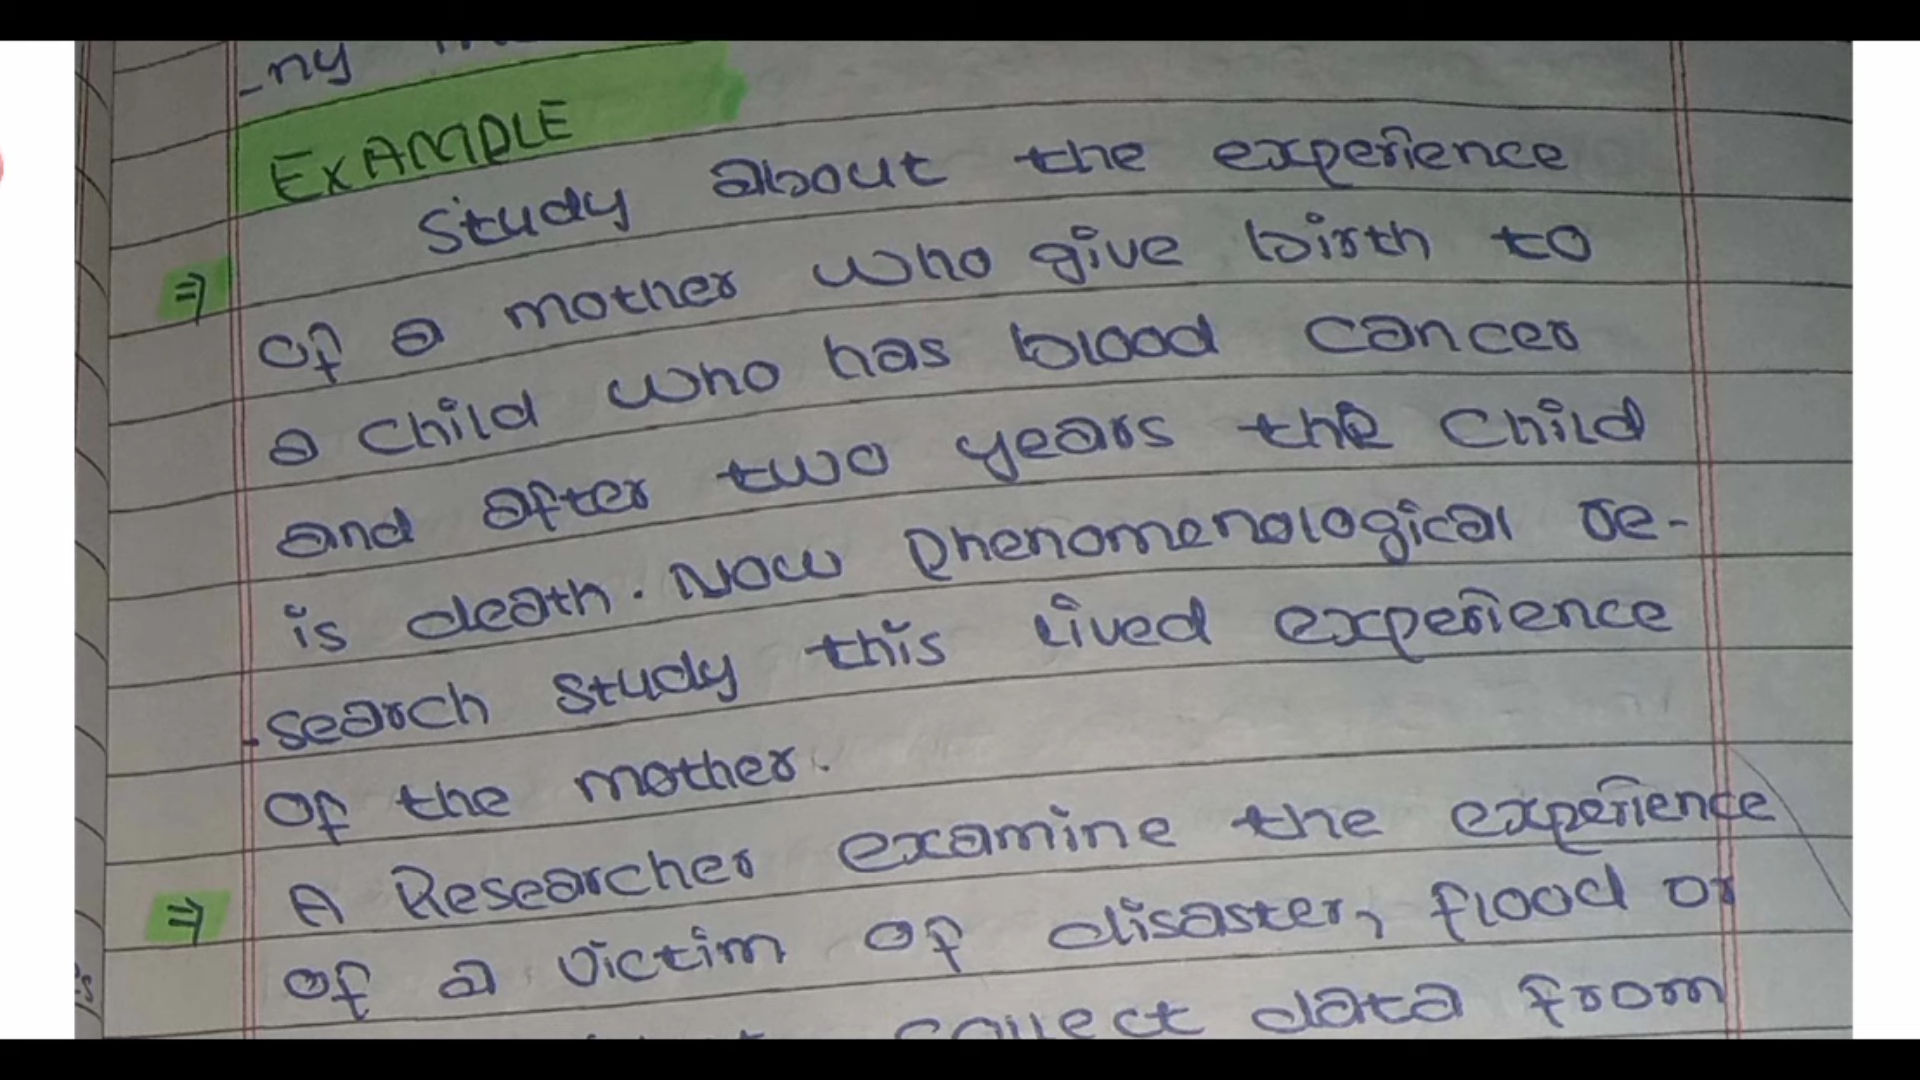 -ny
EXAMPLE
Study about the experience
⇒ of a mother who give birth to
a child who has blood cancer
and after two years the child
is death. Now phenomenological re-
-search study this lived experience
of the mother.
⇒ A Researcher examine the experience
of a victim of disaster, flood or
collect data from